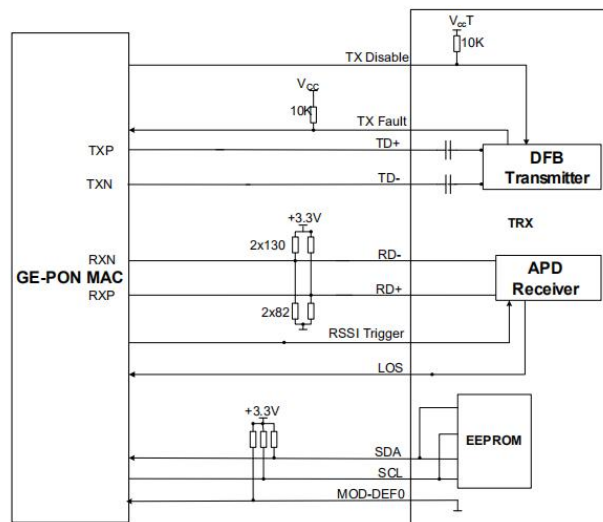 VccT
10K
TX Disable
Vcc
10K
TX Fault
TXP
TD+
DFB
Transmitter
TXN
TD-
+3.3V
TRX
2x130
RXN
RD-
GE-PON MAC
APD
Receiver
RXP
RD+
2x82
RSSI Trigger
LOS
+3.3V
SDA
EEPROM
SCL
MOD-DEF0